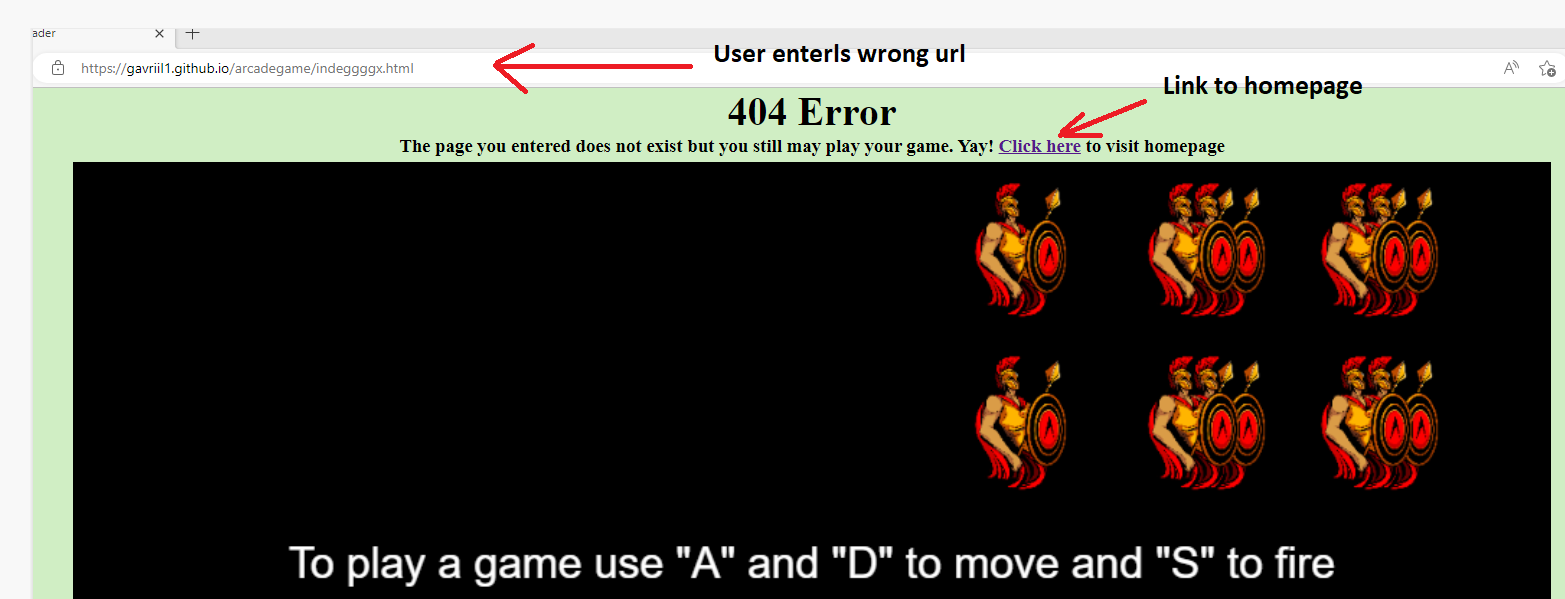 ader
User enterls wrong url
https://gavriil1.github.io/arcadegame/indeggggx.html
Link to homepage
404 Error
The page you entered does not exist but you still may play your game. Yay! Click here to visit homepage
To play a game use "A" and "D" to move and "S" to fire